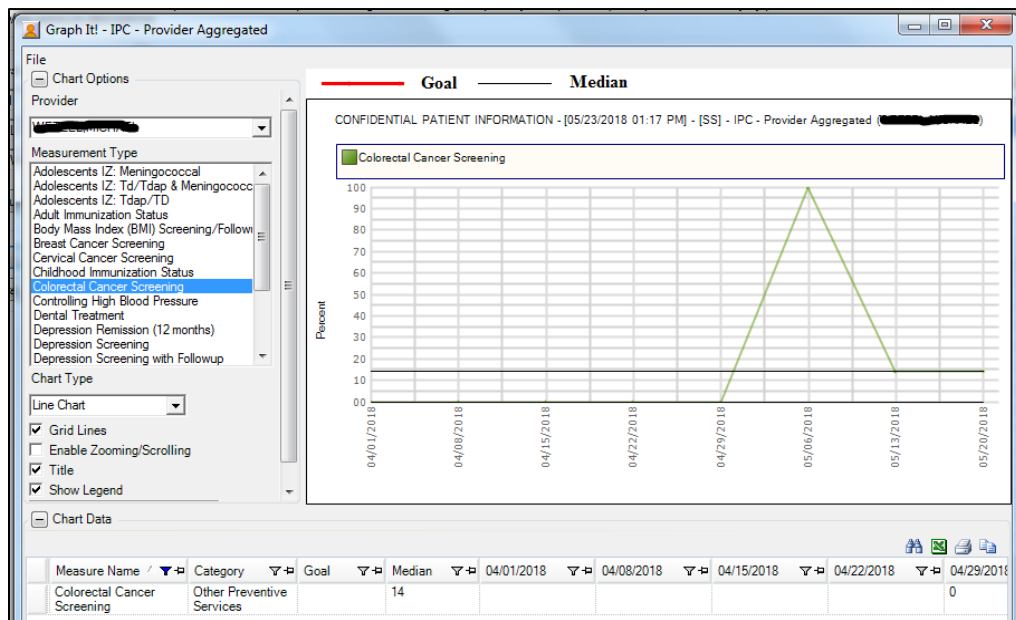 Graph It! - IPC - Provider Aggregated
File
Chart Options
Provider
Measurement Type
Adolescents IZ: Meningococcal
Adolescents IZ: Td/Tdap & Meningococc
Adolescents IZ: Tdap/TD
Adult Immunization Status
Body Mass Index (BMI) Screening/Follow
Breast Cancer Screening
Cervical Cancer Screening
Childhood Immunization Status
Colorectal Cancer Screening
Controlling High Blood Pressure
Dental Treatment
Depression Remission (12 months)
Depression Screening
Depression Screening with Followup
Chart Type
Line Chart
Grid Lines
Enable Zooming/Scrolling
Title
Show Legend
Goal Median
CONFIDENTIAL PATIENT INFORMATION - [05/23/2018 01:17 PM] - [SS] - IPC - Provider Aggregated (
Colorectal Cancer Screening
100
90
80
70
60
50
40
30
20
10
00
Percent
04/01/2018
04/08/2018
04/15/2018
04/22/2018
04/29/2018
05/06/2018
05/13/2018
05/20/2018
Chart Data
Measure Name Category Goal Median 04/01/2018 04/08/2018 04/15/2018 04/22/2018 04/29/2018
Colorectal Cancer Other Preventive 14 0
Screening Services